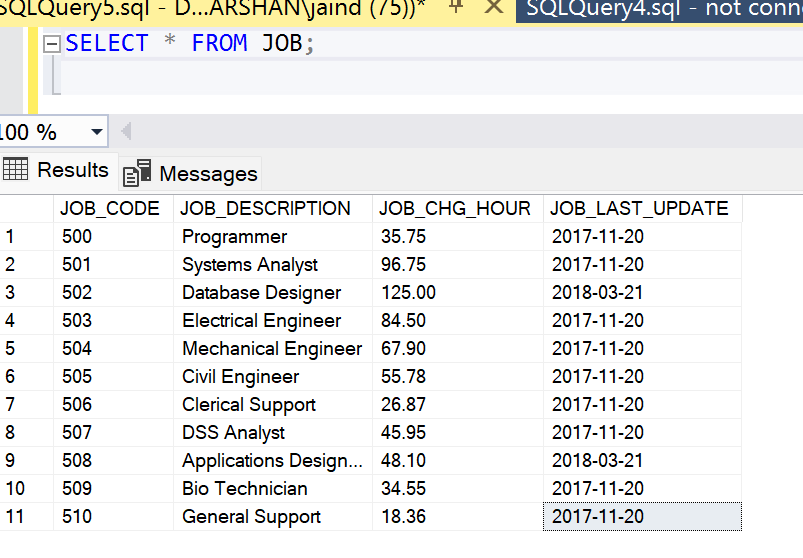 SQLQuery5.sql - D...ARSHAN\jaind (75))* SQLQuery4.sql - not conne
SELECT * FROM JOB;
100 %
Results Messages
JOB_CODE JOB_DESCRIPTION JOB_CHG_HOUR JOB_LAST_UPDATE
1 500 Programmer 35.75 2017-11-20
2 501 Systems Analyst 96.75 2017-11-20
3 502 Database Designer 125.00 2018-03-21
4 503 Electrical Engineer 84.50 2017-11-20
5 504 Mechanical Engineer 67.90 2017-11-20
6 505 Civil Engineer 55.78 2017-11-20
7 506 Clerical Support 26.87 2017-11-20
8 507 DSS Analyst 45.95 2017-11-20
9 508 Applications Design... 48.10 2018-03-21
10 509 Bio Technician 34.55 2017-11-20
11 510 General Support 18.36 2017-11-20